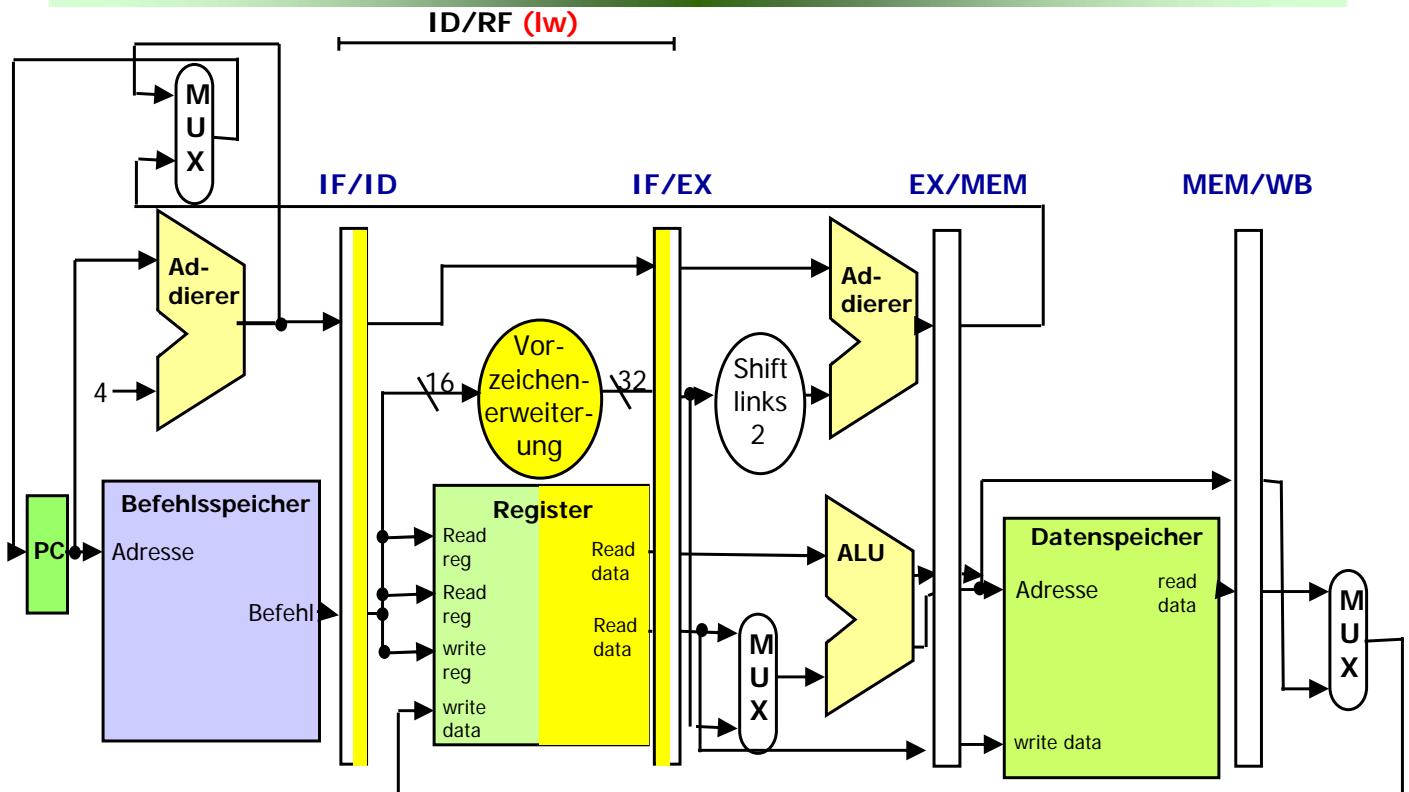 ID/RF (lw)
M
U
X
IF/ID
IF/EX
EX/MEM
MEM/WB
Ad-
dierer
4
16
Vor-
zeichen-
erweiter-
ung
32
Shift
links
2
Ad-
dierer
PC
Befehlsspeicher
Adresse
Befehl
Register
Read
reg
Read
reg
write
reg
write
data
Read
data
Read
data
M
U
X
ALU
Datenspeicher
Adresse
read
data
write data
M
U
X